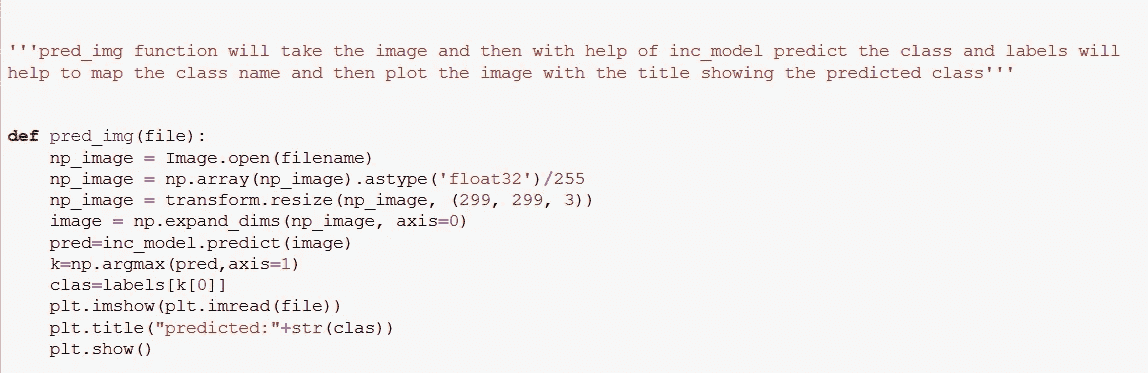 '''pred_img function will take the image and then with help of inc_model predict the class and labels will
help to map the class name and then plot the image with the title showing the predicted class'''
def pred_img(file):
    np_image = Image.open(filename)
    np_image = np.array(np_image).astype('float32')/255
    np_image = transform.resize(np_image, (299, 299, 3))
    image = np.expand_dims(np_image, axis=0)
    pred=inc_model.predict(image)
    k=np.argmax(pred,axis=1)
    clas=labels[k[0]]
    plt.imshow(plt.imread(file))
    plt.title("predicted:"+str(clas))
    plt.show()